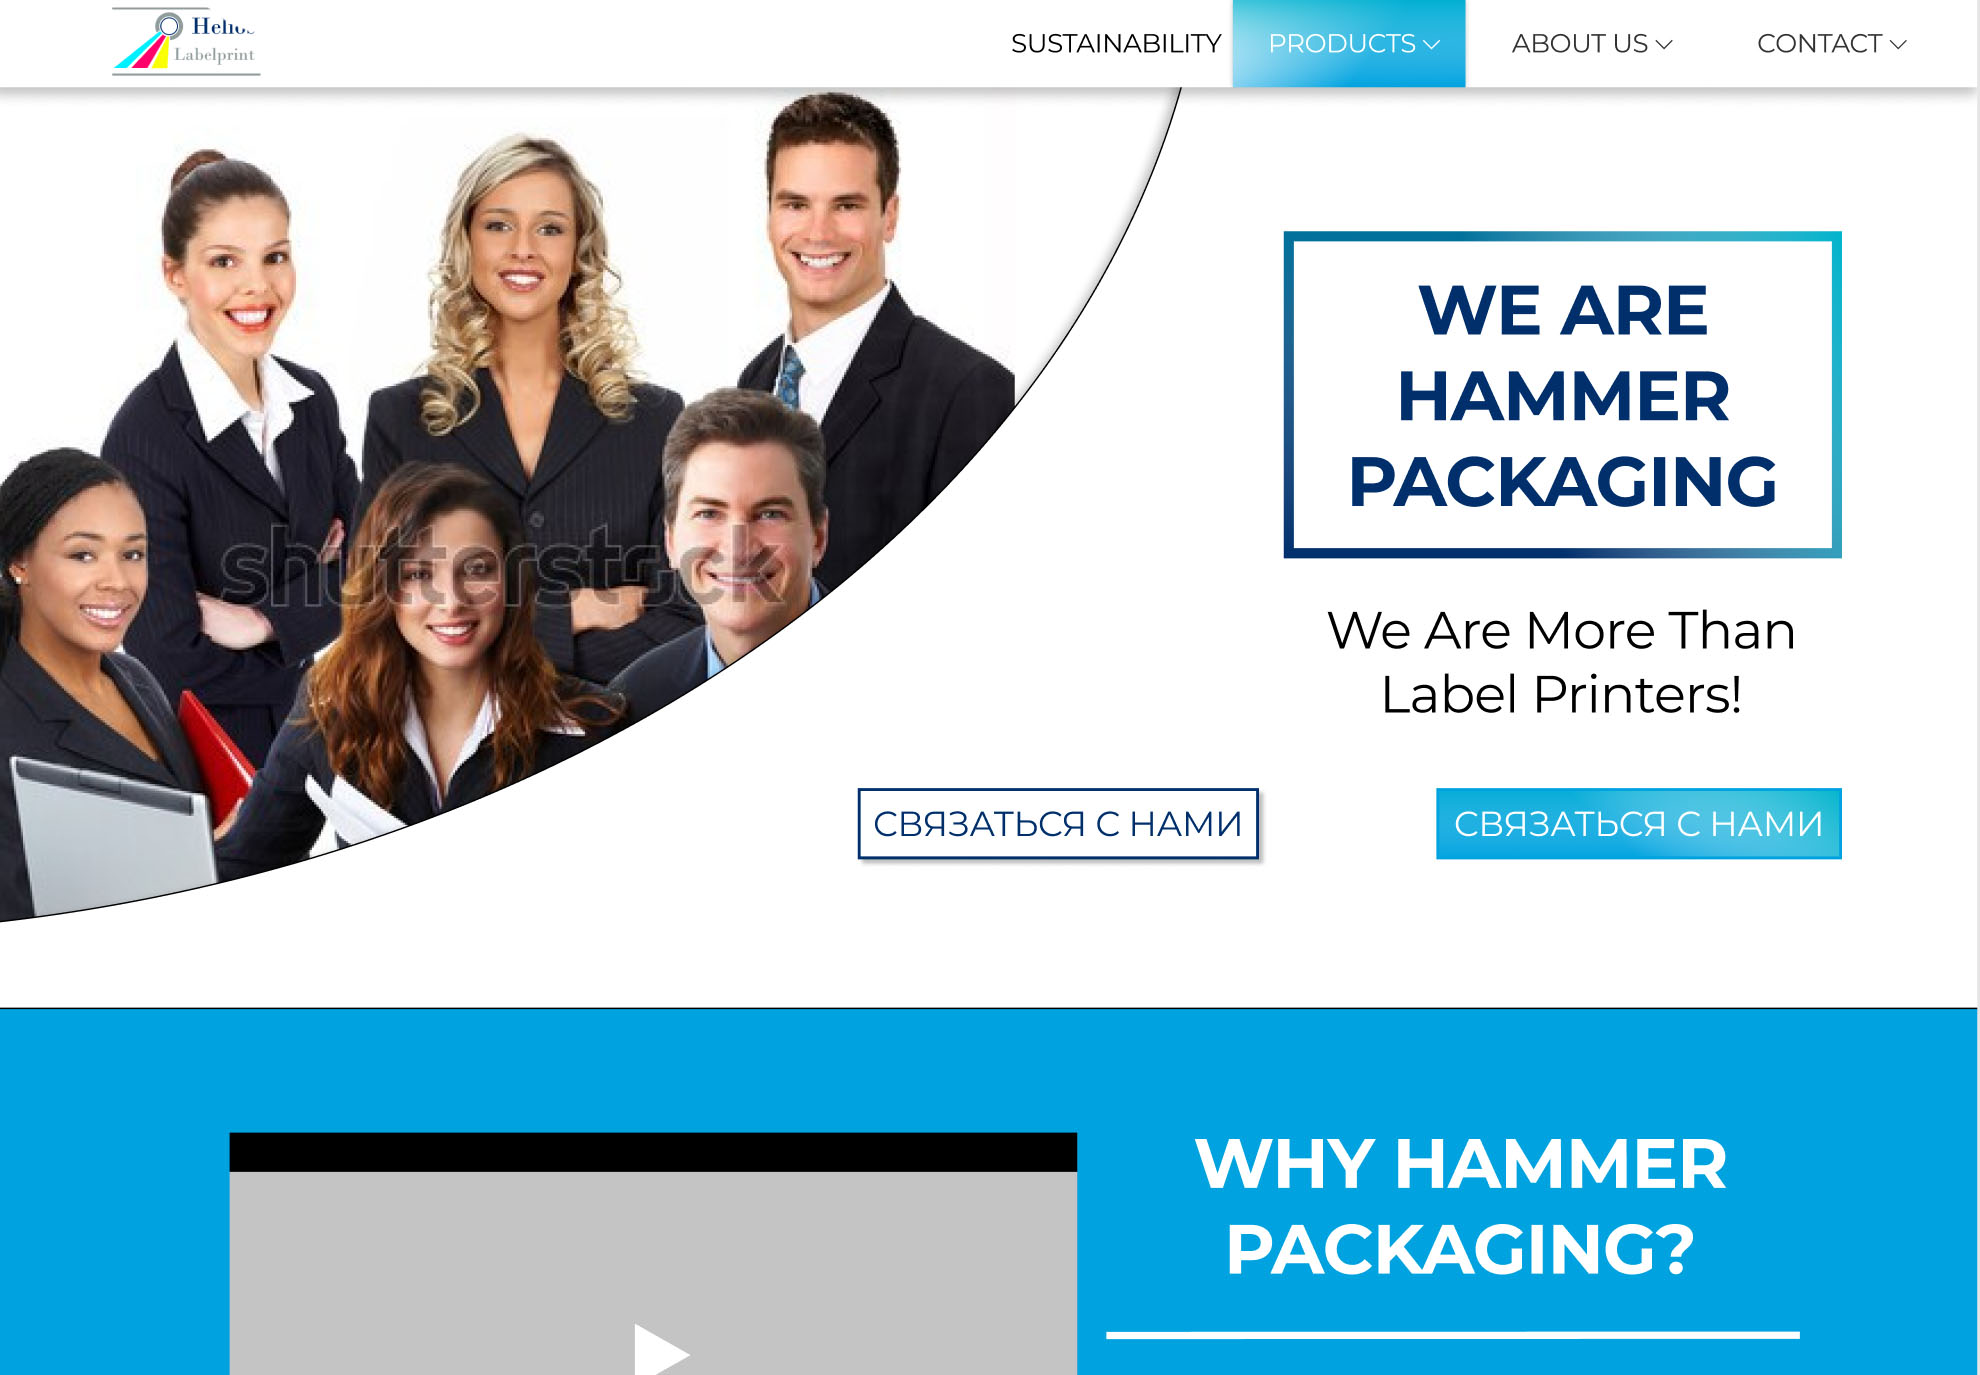 Helios
Labelprint
SUSTAINABILITY
PRODUCTS
ABOUT US
CONTACT
WE ARE
HAMMER
PACKAGING
We Are More Than
Label Printers!
shutterstock
СВЯЗАТЬСЯ С НАМИ
СВЯЗАТЬСЯ С НАМИ
WHY HAMMER
PACKAGING?